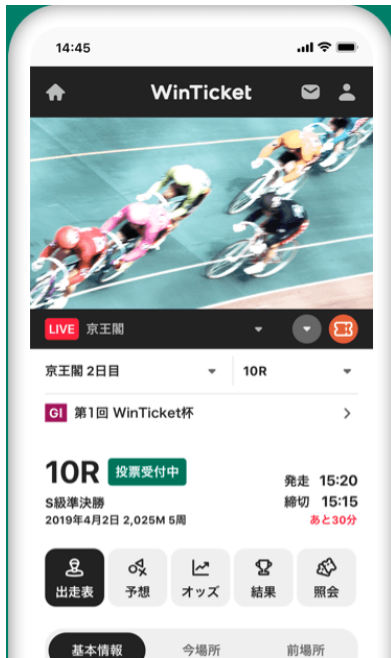 14:45
WinTicket
LIVE 京王閣
京王閣 2日目 10R
GI 第1回 WinTicket杯
10R 投票受付中
発走 15:20
S級準決勝
締切 15:15
2019年4月2日 2,025M 5周
あと30分
出走表 予想 オッズ 結果 照会
基本情報 今場所 前場所